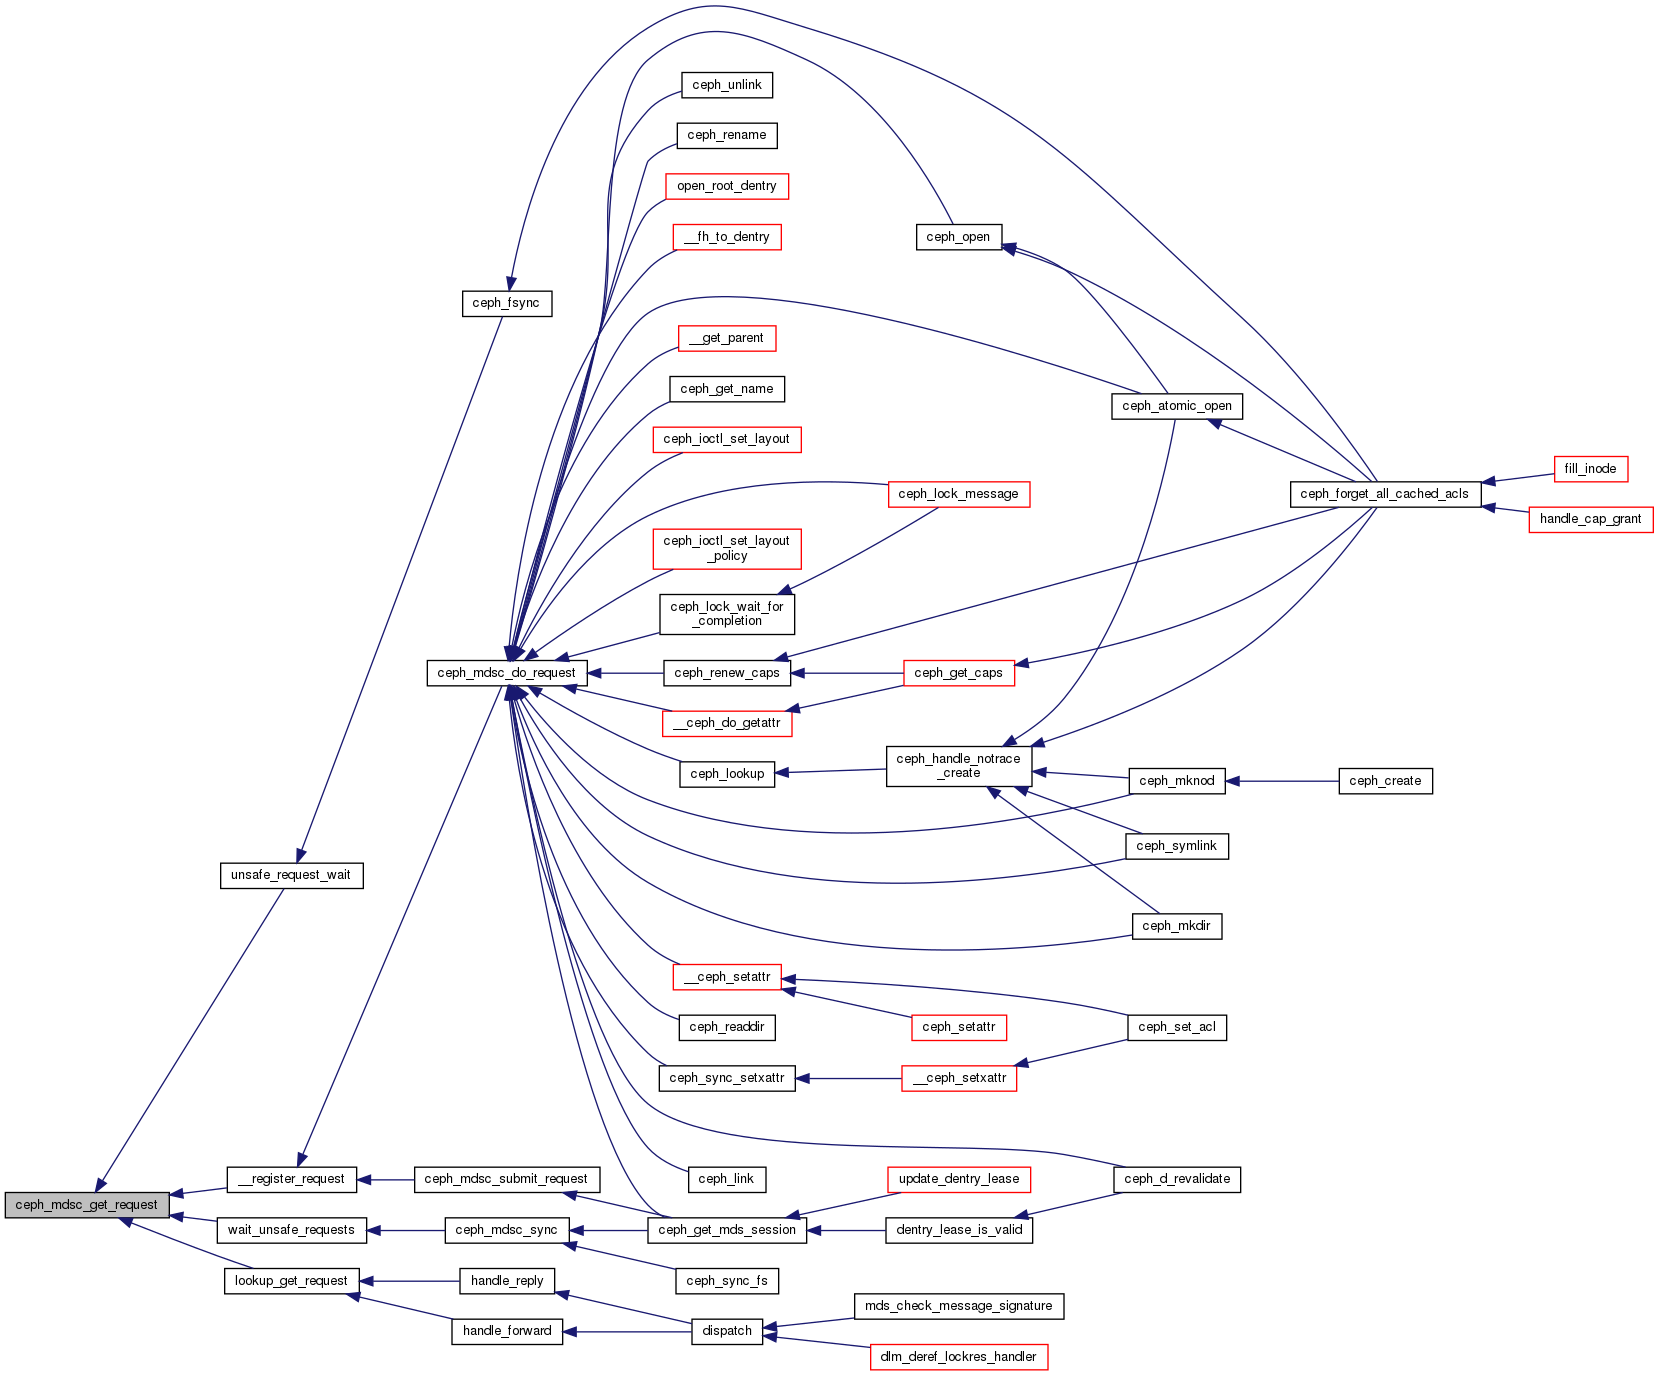 ceph_unlink
ceph_rename
open_root_dentry
__fh_to_dentry
ceph_open
ceph_fsync
__get_parent
ceph_get_name
ceph_atomic_open
ceph_ioctl_set_layout
fill_inode
ceph_lock_message
ceph_forget_all_cached_acls
handle_cap_grant
ceph_ioctl_set_layout
_policy
ceph_lock_wait_for
_completion
ceph_mdsc_do_request
ceph_renew_caps
ceph_get_caps
__ceph_do_getattr
ceph_lookup
ceph_handle_notrace
_create
ceph_mknod
ceph_create
ceph_symlink
unsafe_request_wait
ceph_mkdir
__ceph_setattr
ceph_readdir
ceph_setattr
ceph_set_acl
ceph_sync_setxattr
__ceph_setxattr
__register_request
ceph_mdsc_submit_request
ceph_link
update_dentry_lease
ceph_d_revalidate
ceph_mdsc_get_request
wait_unsafe_requests
ceph_mdsc_sync
ceph_get_mds_session
dentry_lease_is_valid
lookup_get_request
handle_reply
ceph_sync_fs
mds_check_message_signature
handle_forward
dispatch
dlm_deref_lockres_handler